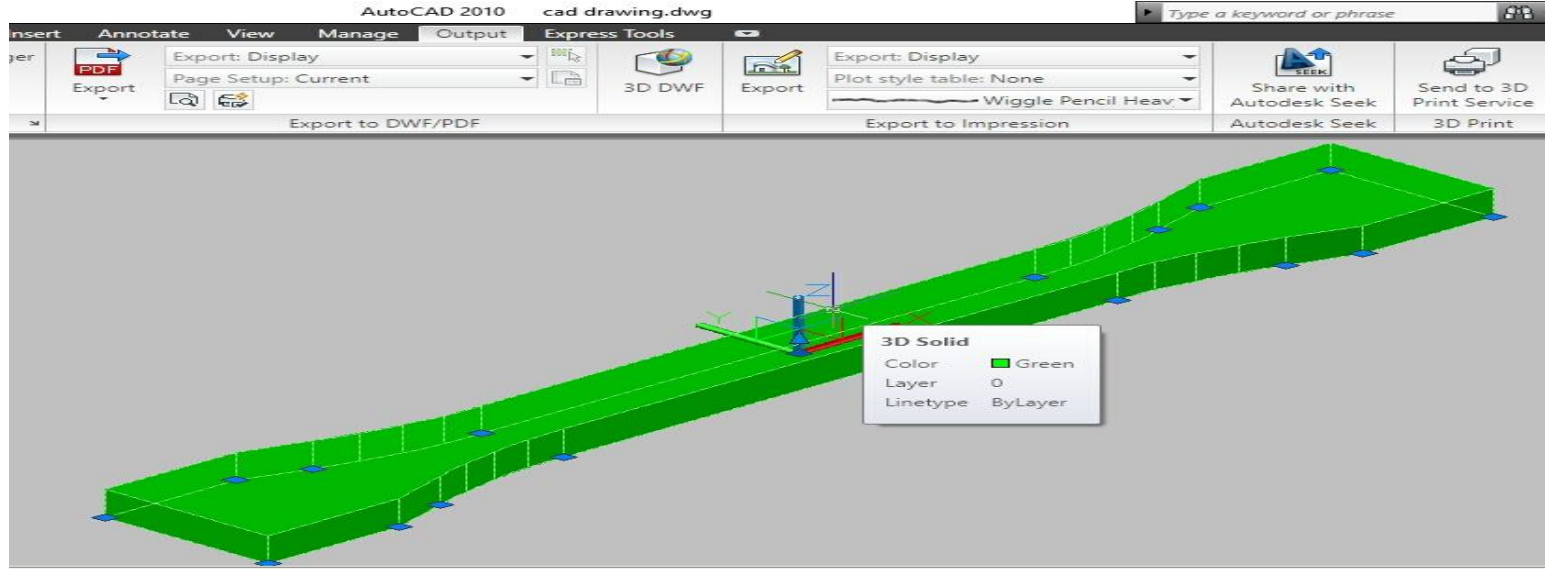 AutoCAD 2010 cad drawing.dwg
Type a keyword or phrase
nsert Annotate View Manage Output Express Tools
ger
PDF
Export
Export: Display
Page Setup: Current
3D DWF
Export
Export: Display
Plot style table: None
Wiggle Pencil Heav
SEEK
Share with
Autodesk Seek
Send to 3D
Print Service
Export to DWF/PDF
Export to Impression
Autodesk Seek
3D Print
Z
Y
X
3D Solid
Color Green
Layer 0
Linetype ByLayer